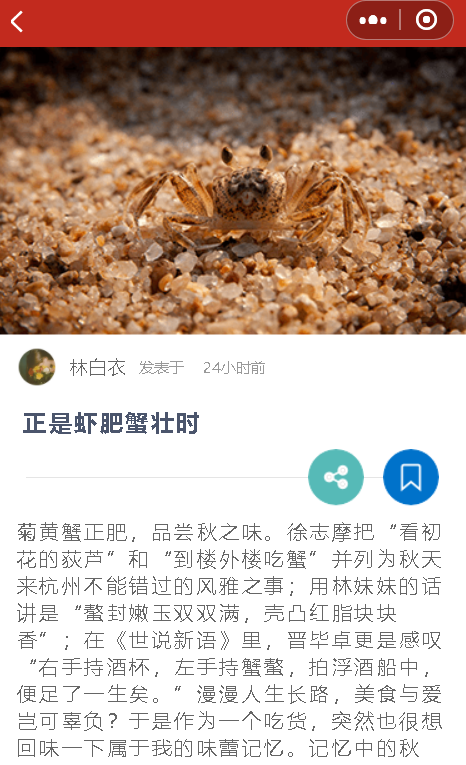 林白衣 发表于 24小时前
正是虾肥蟹壮时
菊黄蟹正肥，品尝秋之味。徐志摩把“看初
花的荻芦”和“到楼外楼吃蟹”并列为秋天
来杭州不能错过的风雅之事；用林妹妹的话
讲是“螯封嫩玉双双满，壳凸红脂块块
香”；在《世说新语》里，晋毕卓更是感叹
“右手持酒杯，左手持蟹螯，拍浮酒船中，
便足了一生矣。”漫漫人生长路，美食与爱
岂可辜负？于是作为一个吃货，突然也很想
回味一下属于我的味蕾记忆。记忆中的秋